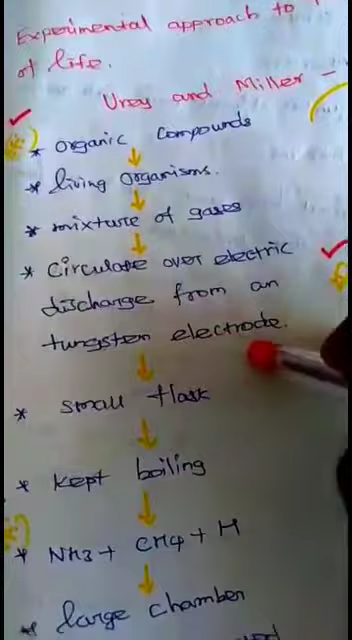 Experimental approach to
of life.
Urey and Miller -
* organic compounds
* living organisms.
* mixture of gases
* Circulate over electric
discharge from an
tungsten electrode.
* small flask
* kept boiling
* NH3 + CH4 + H
* large chamber